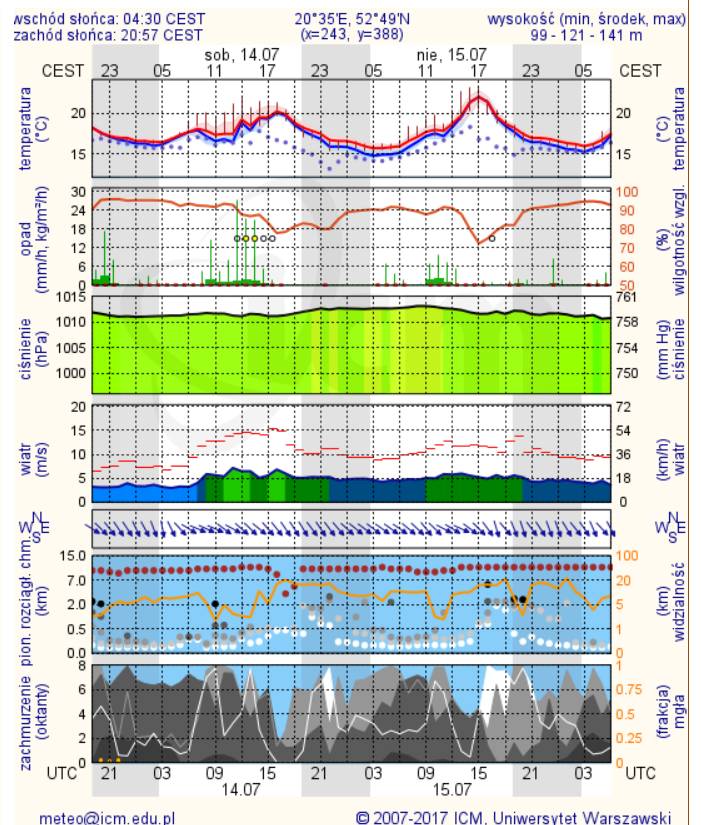 wschód słońca: 04:30 CEST 20°35'E, 52°49'N wysokość (min, środek, max)
zachód słońca: 20:57 CEST (x=243, y=388) 99 - 121 - 141 m
sob, 14.07 nie, 15.07
CEST 23 05 11 17 23 05 11 17 23 05 CEST
temperatura (°C) 20 15 20 15 (°C) temperatura
opad (mm/h, kg/m²/h) 30 24 18 12 6 0 100 90 80 70 60 50 (%) wilgotność wzgl.
ciśnienie (hPa) 1015 1010 1005 1000 761 758 754 750 (mm Hg) ciśnienie
wiatr (m/s) 20 15 10 5 0 72 54 36 18 0 (km/h) wiatr
N W E S N W E S
pion. rozciągł. chm. (km) 15.0 7.0 2.0 0.5 0.0 100 20 5 1 0 (km) widzialność
zachmurzenie (oktanty) 8 6 4 2 0 1 0.75 0.5 0.25 0 (frakcja) mgła
UTC 21 03 09 15 21 03 09 15 21 03 UTC
14.07 15.07
meteo@icm.edu.pl © 2007-2017 ICM, Uniwersytet Warszawski